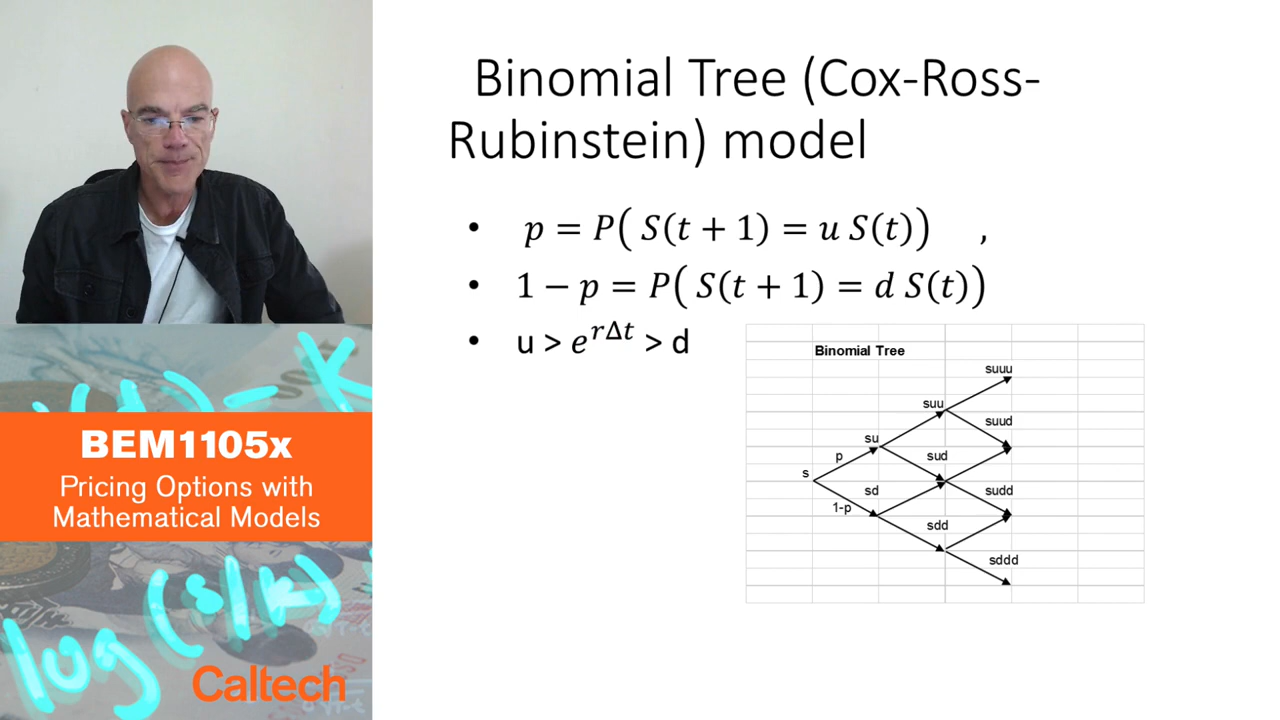 Binomial Tree (Cox-Ross-
Rubinstein) model
• p = P( S(t + 1) = u S(t)) ,
• 1 − p = P( S(t + 1) = d S(t))
• u > e^{rΔt} > d
Binomial Tree
suuu
suu
suud
su
p
sud
s
sd
sudd
1-p
sdd
sddd
(t) − K
BEM1105x
Pricing Options with
Mathematical Models
log (s/K)
Caltech